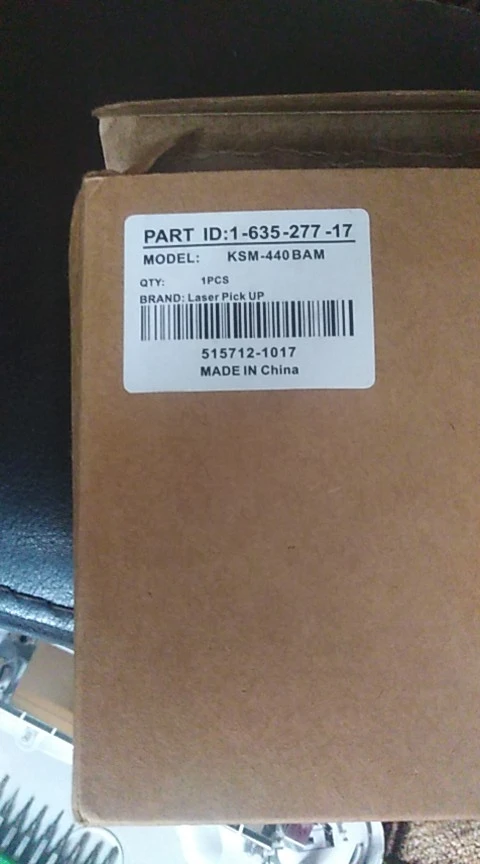 PART ID:1-635-277-17
MODEL: KSM-440BAM
QTY: 1PCS
BRAND: Laser Pick UP
515712-1017
MADE IN China